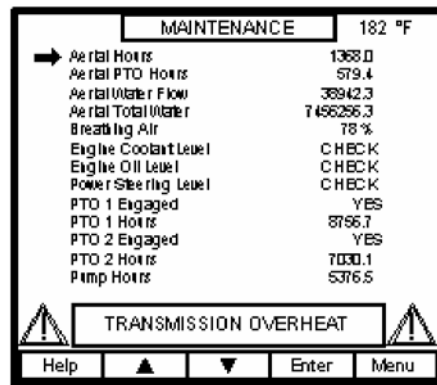 MAINTENANCE 182 °F
Aerial Hours 1368.0
Aerial PTO Hours 579.4
Aerial Water Flow 38942.3
Aerial Total Water 7456256.3
Breathing Air 78 %
Engine Coolant Level CHECK
Engine Oil Level CHECK
Power Steering Level CHECK
PTO 1 Engaged YES
PTO 1 Hours 8756.7
PTO 2 Engaged YES
PTO 2 Hours 7030.1
Pump Hours 5376.5
TRANSMISSION OVERHEAT
Help Enter Menu